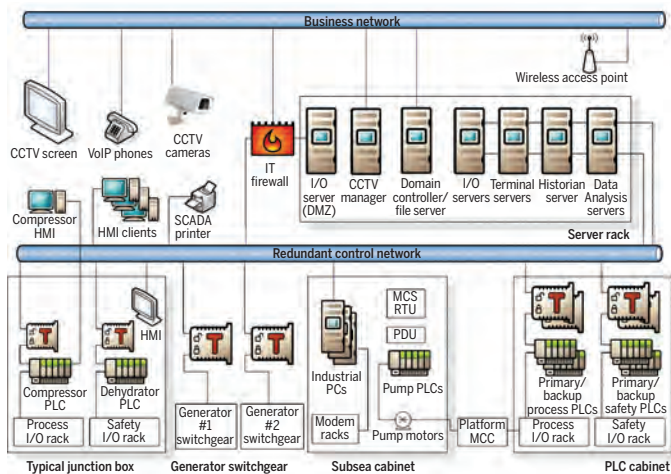 Business network
Wireless access point
CCTV screen
VoIP phones
CCTV
cameras
IT
firewall
I/O
server
(DMZ)
CCTV
manager
Domain
controller/
file server
I/O
servers
Terminal
servers
Historian
server
Data
Analysis
servers
Server rack
Compressor
HMI
HMI clients
SCADA
printer
Redundant control network
T
T
HMI
Compressor
PLC
Dehydrator
PLC
Process
I/O rack
Safety
I/O rack
Typical junction box
T
T
Generator
#1
switchgear
Generator
#2
switchgear
Generator switchgear
MCS
RTU
PDU
Industrial
PCs
Pump PLCs
Modem
racks
Pump motors
Subsea cabinet
Platform
MCC
T
T
Primary/
backup
process PLCs
Primary/
backup
safety PLCs
Process
I/O rack
Safety
I/O rack
PLC cabinet